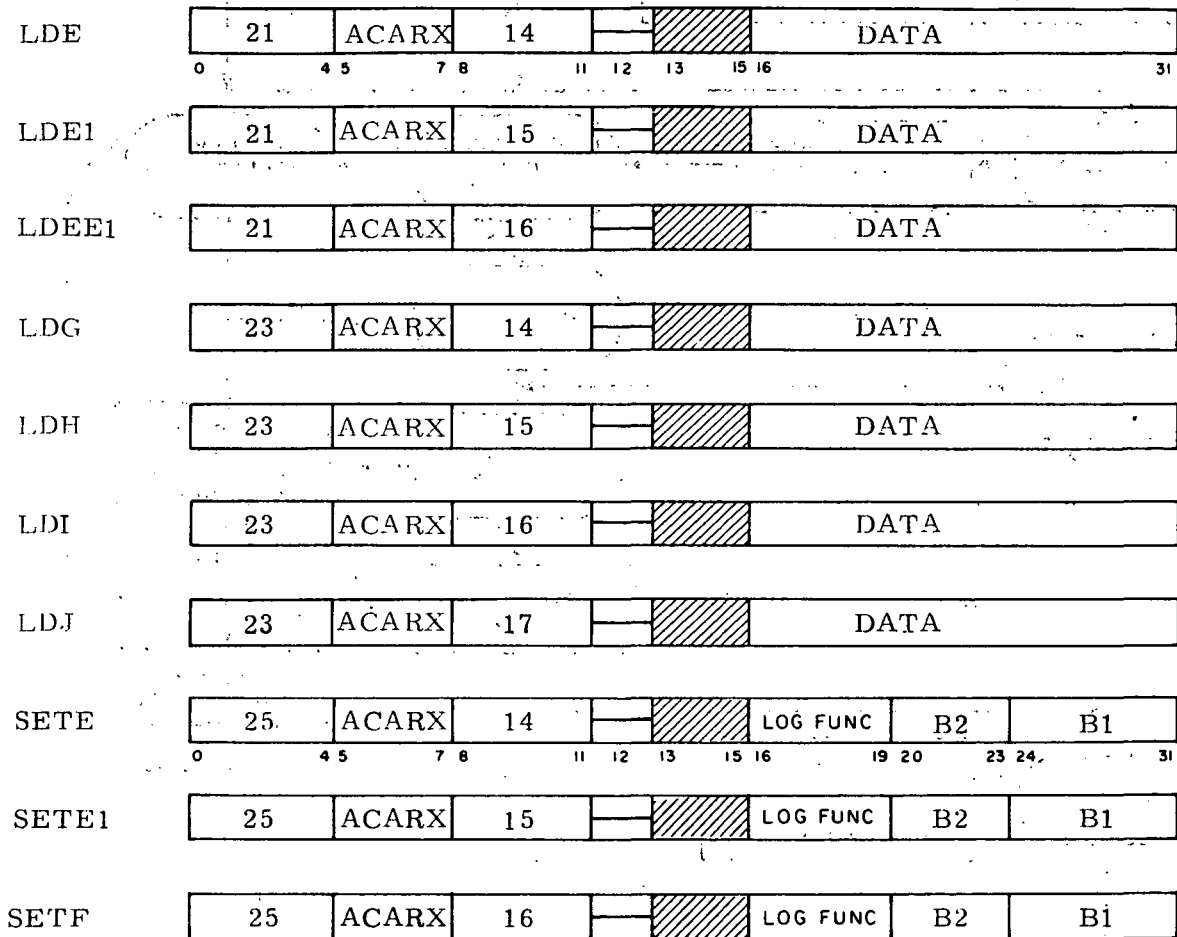 LDE 21 ACARX 14 DATA
0 4 5 7 8 11 12 13 15 16 31
LDE1 21 ACARX 15 DATA
LDEE1 21 ACARX 16 DATA
LDG 23 ACARX 14 DATA
LDH 23 ACARX 15 DATA
LDI 23 ACARX 16 DATA
LDJ 23 ACARX 17 DATA
SETE 25 ACARX 14 LOG FUNC B2 B1
0 4 5 7 8 11 12 13 15 16 19 20 23 24 31
SETE1 25 ACARX 15 LOG FUNC B2 B1
SETF 25 ACARX 16 LOG FUNC B2 B1